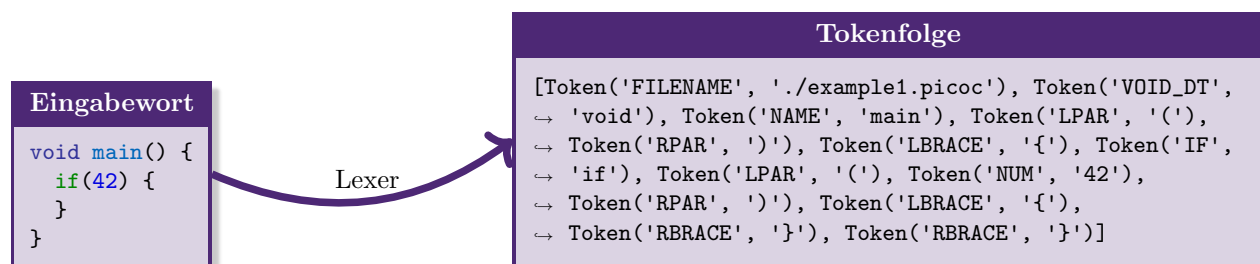 Eingabewort
void main() {
  if(42) {
  }
}
Lexer
Tokenfolge
[Token('FILENAME', './example1.picoc'), Token('VOID_DT',
↪ 'void'), Token('NAME', 'main'), Token('LPAR', '('),
↪ Token('RPAR', ')'), Token('LBRACE', '{'), Token('IF',
↪ 'if'), Token('LPAR', '('), Token('NUM', '42'),
↪ Token('RPAR', ')'), Token('LBRACE', '{'),
↪ Token('RBRACE', '}'), Token('RBRACE', '}')]